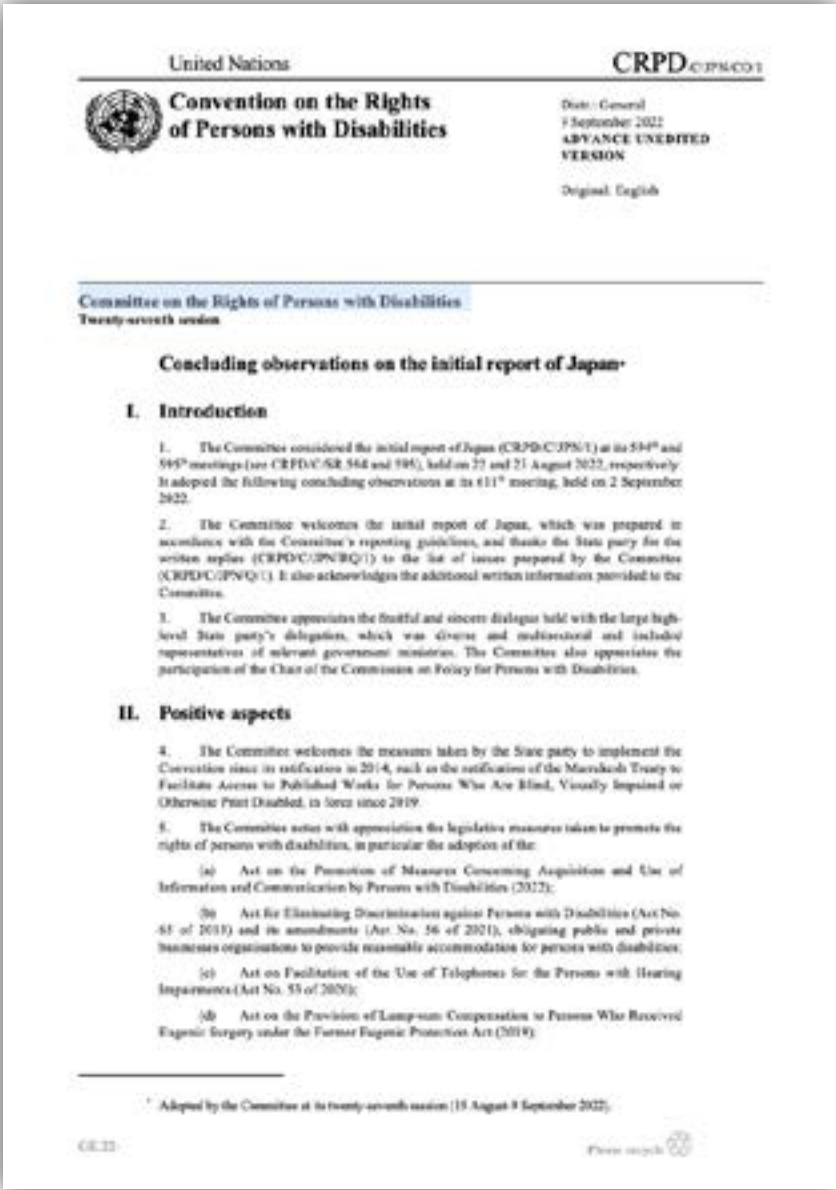 United Nations
CRPD/C/JPN/CO/1
Convention on the Rights
of Persons with Disabilities
Distr.: General
9 September 2022
ADVANCE UNEDITED
VERSION
Original: English
Committee on the Rights of Persons with Disabilities
Twenty-seventh session
Concluding observations on the initial report of Japan*
I. Introduction
1. The Committee considered the initial report of Japan (CRPD/C/JPN/1) at its 594th and
595th meetings (see CRPD/C/SR.594 and 595), held on 22 and 23 August 2022, respectively.
It adopted the following concluding observations at its 611th meeting, held on 2 September
2022.
2. The Committee welcomes the initial report of Japan, which was prepared in
accordance with the Committee's reporting guidelines, and thanks the State party for the
written replies (CRPD/C/JPN/RQ/1) to the list of issues prepared by the Committee
(CRPD/C/JPN/Q/1). It also acknowledges the additional written information provided to the
Committee.
3. The Committee appreciates the fruitful and sincere dialogue held with the large high-
level State party's delegation, which was diverse and multisectoral and included
representatives of relevant government ministries. The Committee also appreciates the
participation of the Chair of the Commission on Policy for Persons with Disabilities.
II. Positive aspects
4. The Committee welcomes the measures taken by the State party to implement the
Convention since its ratification in 2014, such as the ratification of the Marrakesh Treaty to
Facilitate Access to Published Works for Persons Who Are Blind, Visually Impaired or
Otherwise Print Disabled, in force since 2019.
5. The Committee notes with appreciation the legislative measures taken to promote the
rights of persons with disabilities, in particular the adoption of the:
(a) Act on the Promotion of Measures Concerning Acquisition and Use of
Information and Communication by Persons with Disabilities (2022);
(b) Act for Eliminating Discrimination against Persons with Disabilities (Act No.
65 of 2013) and its amendments (Act No. 56 of 2021), obligating public and private
businesses organisations to provide reasonable accommodation for persons with disabilities;
(c) Act on Facilitation of the Use of Telephones for the Persons with Hearing
Impairments (Act No. 53 of 2020);
(d) Act on the Provision of Lump-sum Compensation to Persons Who Received
Eugenic Surgery under the Former Eugenic Protection Act (2019);
* Adopted by the Committee at its twenty-seventh session (15 August-9 September 2022).
GE.22-
Please recycle